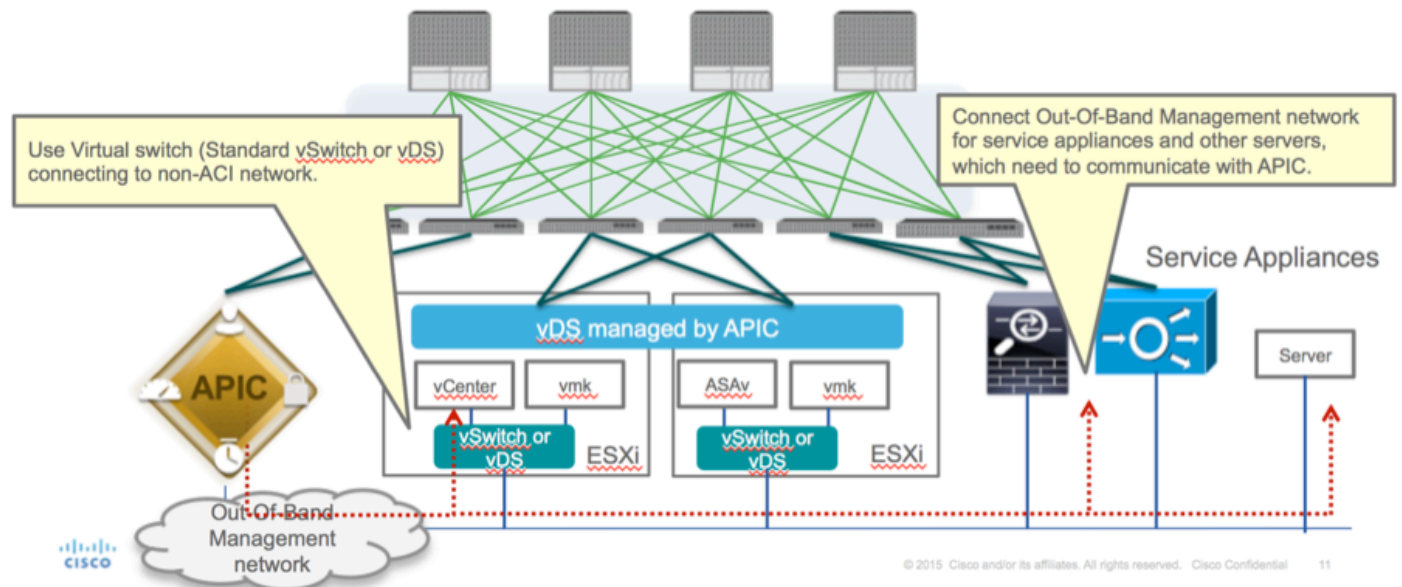 Use Virtual switch (Standard vSwitch or vDS)
connecting to non-ACI network.
Connect Out-Of-Band Management network
for service appliances and other servers,
which need to communicate with APIC.
Service Appliances
vDS managed by APIC
APIC
vCenter
vmk
ASAv
vmk
Server
vSwitch or
vDS
ESXi
vSwitch or
vDS
ESXi
Out-Of-Band
Management
network
CISCO
© 2015 Cisco and/or its affiliates. All rights reserved. Cisco Confidential 11